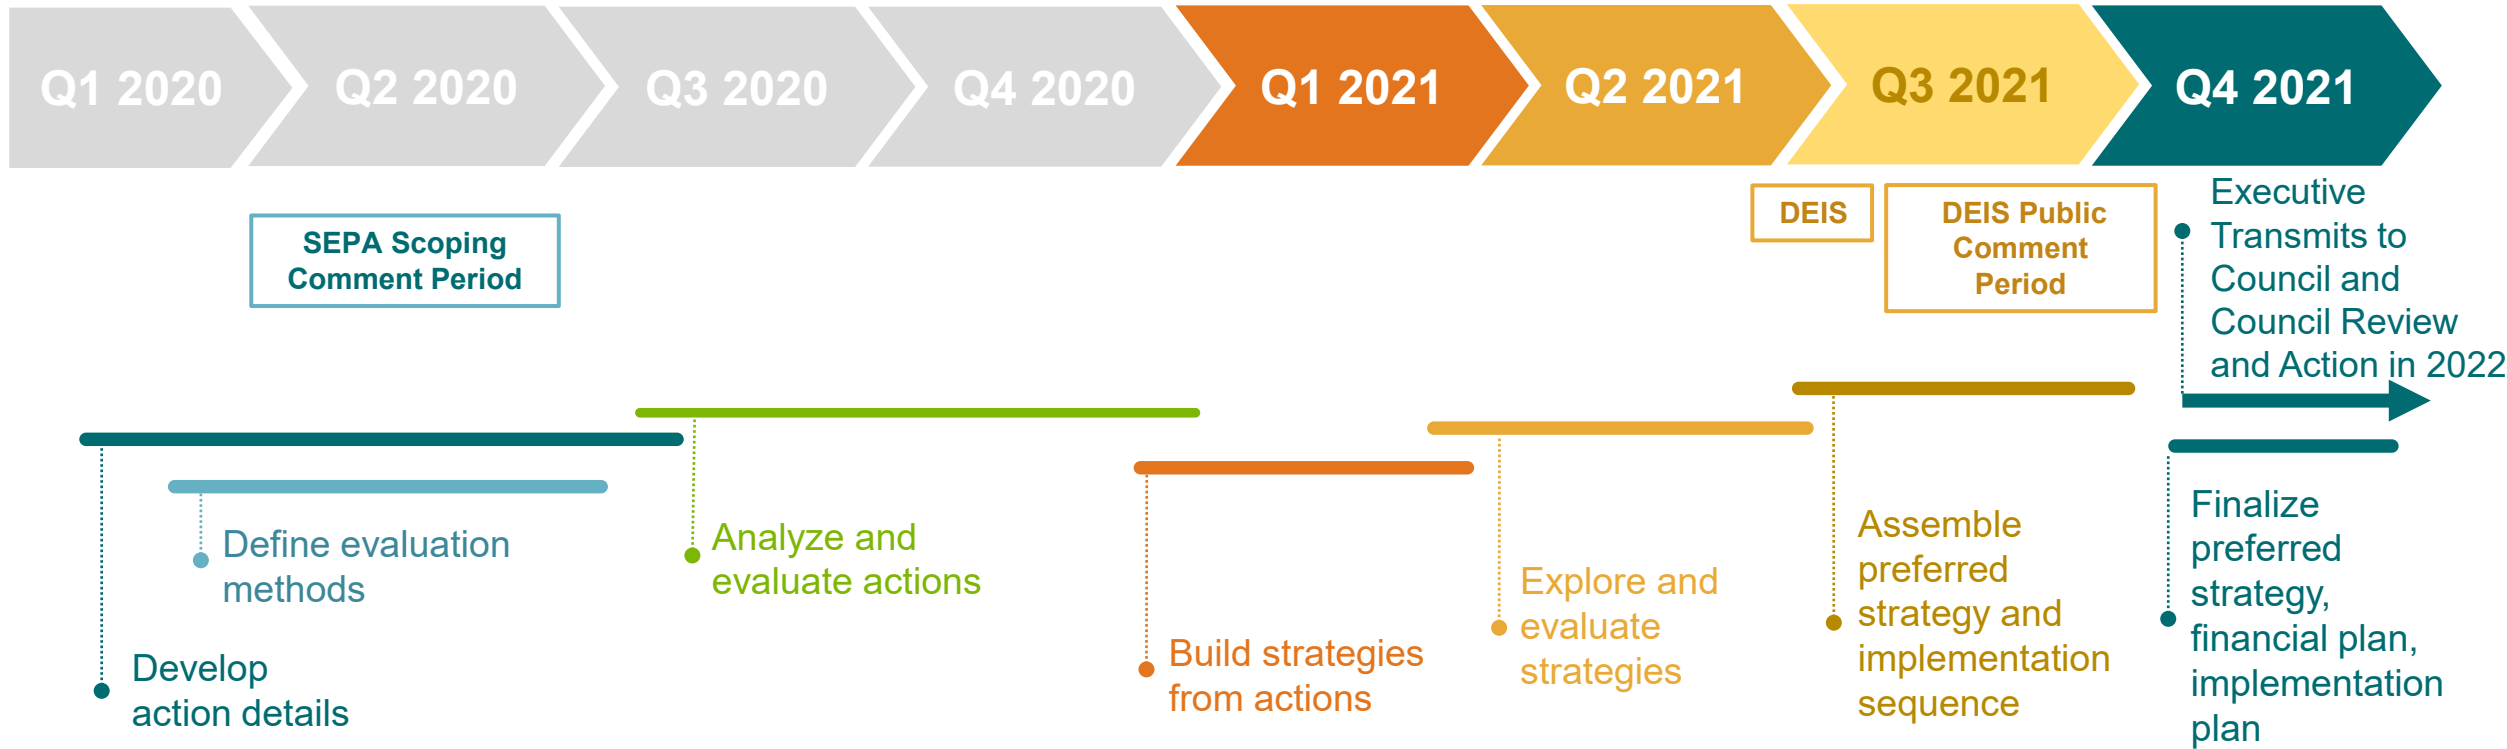 Q1 2020
Q2 2020
Q3 2020
Q4 2020
Q1 2021
Q2 2021
Q3 2021
Q4 2021
SEPA Scoping
Comment Period
DEIS
DEIS Public
Comment
Period
Executive
Transmits to
Council and
Council Review
and Action in 2022
Develop
action details
Define evaluation
methods
Analyze and
evaluate actions
Build strategies
from actions
Explore and
evaluate
strategies
Assemble
preferred
strategy and
implementation
sequence
Finalize
preferred
strategy,
financial plan,
implementation
plan